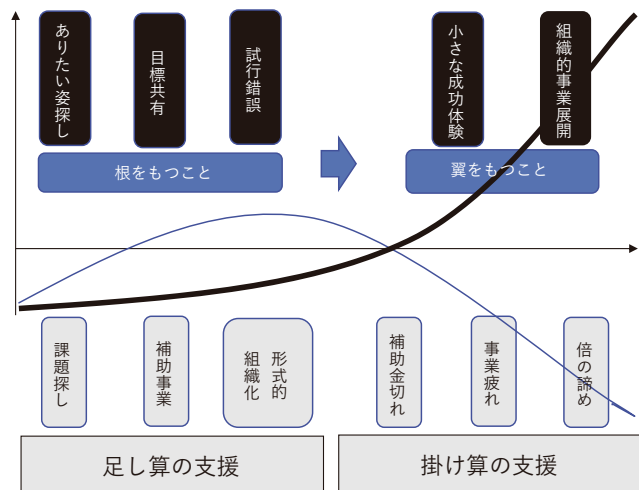 ありたい姿探し
目標共有
試行錯誤
小さな成功体験
組織的事業展開
根をもつこと
翼をもつこと
課題探し
補助事業
形式的
組織化
補助金切れ
事業疲れ
倍の諦め
足し算の支援
掛け算の支援